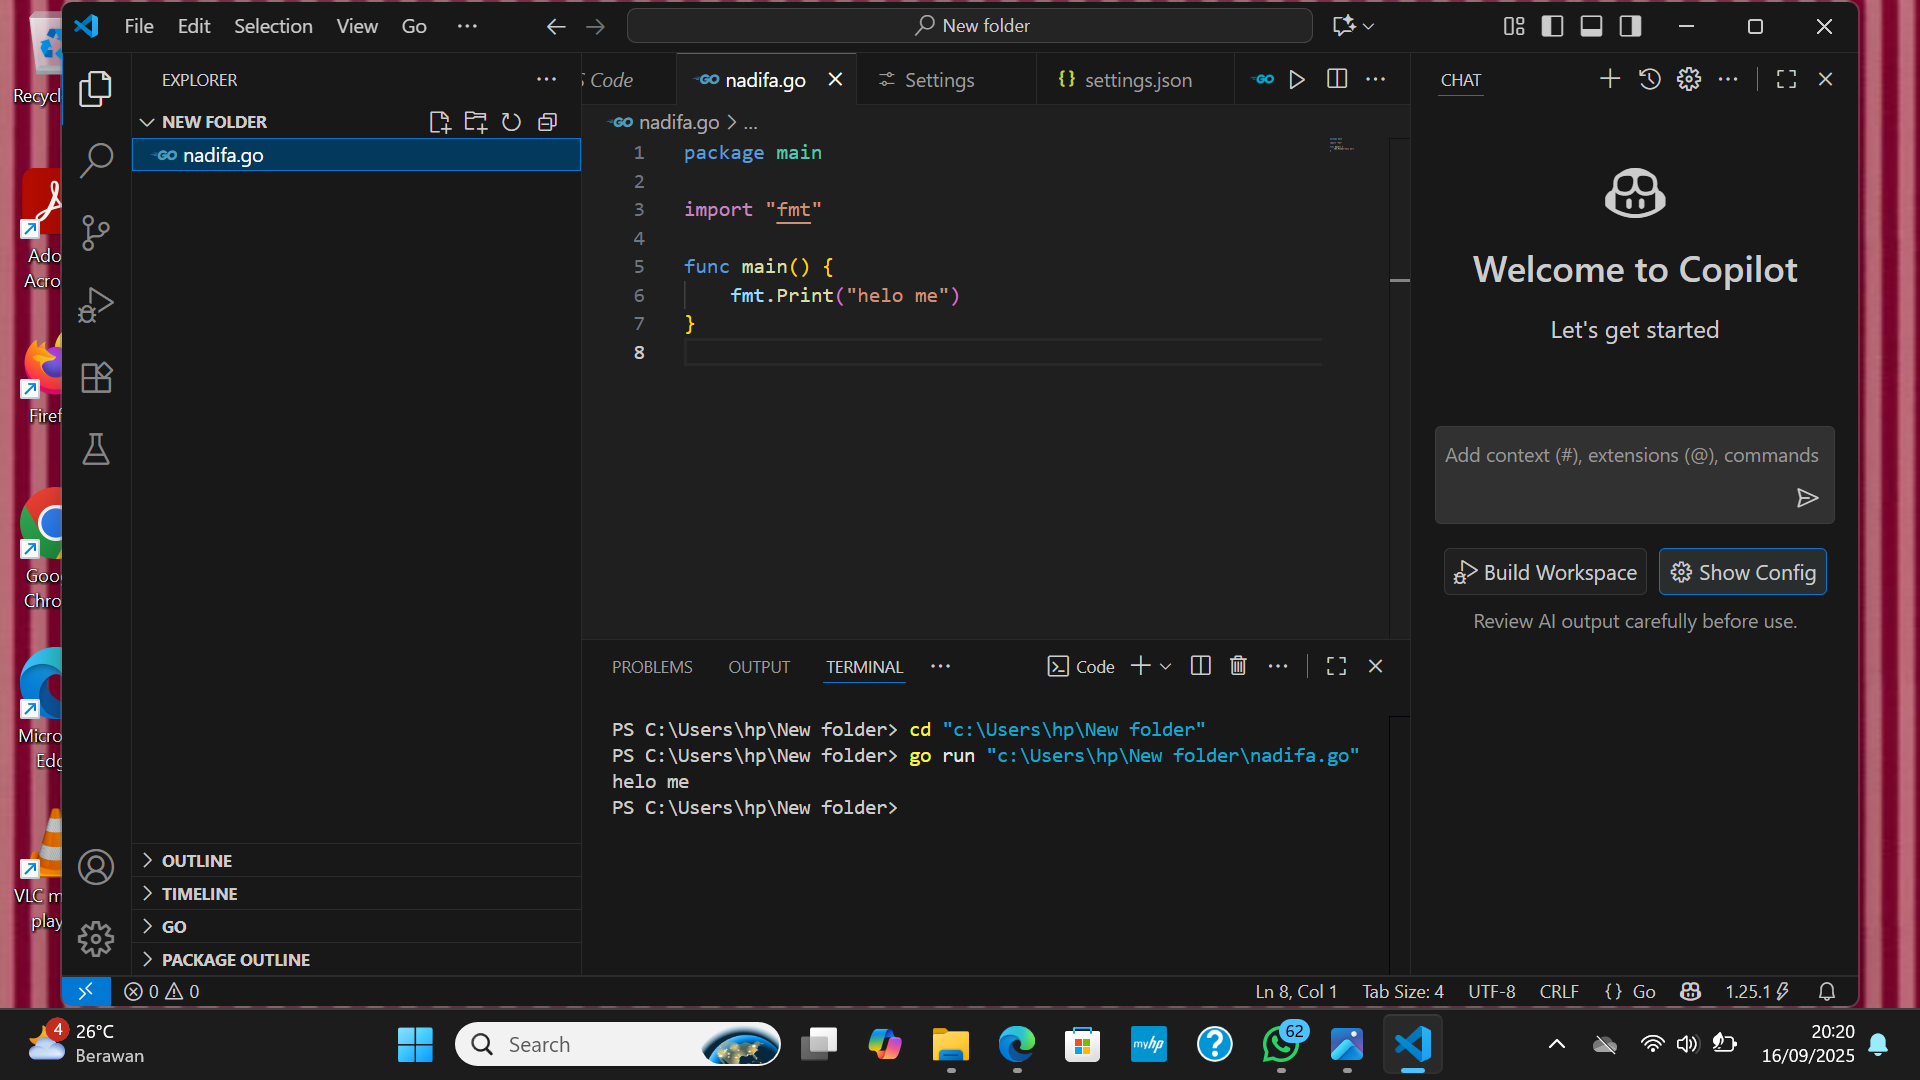 File Edit Selection View Go ···
New folder
EXPLORER ···
NEW FOLDER
nadifa.go
OUTLINE
TIMELINE
GO
PACKAGE OUTLINE
Code
nadifa.go
Settings
{} settings.json
GO
nadifa.go > ...
1 package main
2
3 import "fmt"
4
5 func main() {
6 fmt.Print("helo me")
7 }
8
PROBLEMS OUTPUT TERMINAL ···
Code
PS C:\Users\hp\New folder> cd "c:\Users\hp\New folder"
PS C:\Users\hp\New folder> go run "c:\Users\hp\New folder\nadifa.go"
helo me
PS C:\Users\hp\New folder>
CHAT
Welcome to Copilot
Let's get started
Add context (#), extensions (@), commands
Build Workspace
Show Config
Review AI output carefully before use.
0 0
Ln 8, Col 1 Tab Size: 4 UTF-8 CRLF {} Go 1.25.1
Recycl
Ado
Acro
Firef
Goo
Chro
Micro
Edg
VLC m
play
4
26°C
Berawan
Search
myhp
62
20:20
16/09/2025